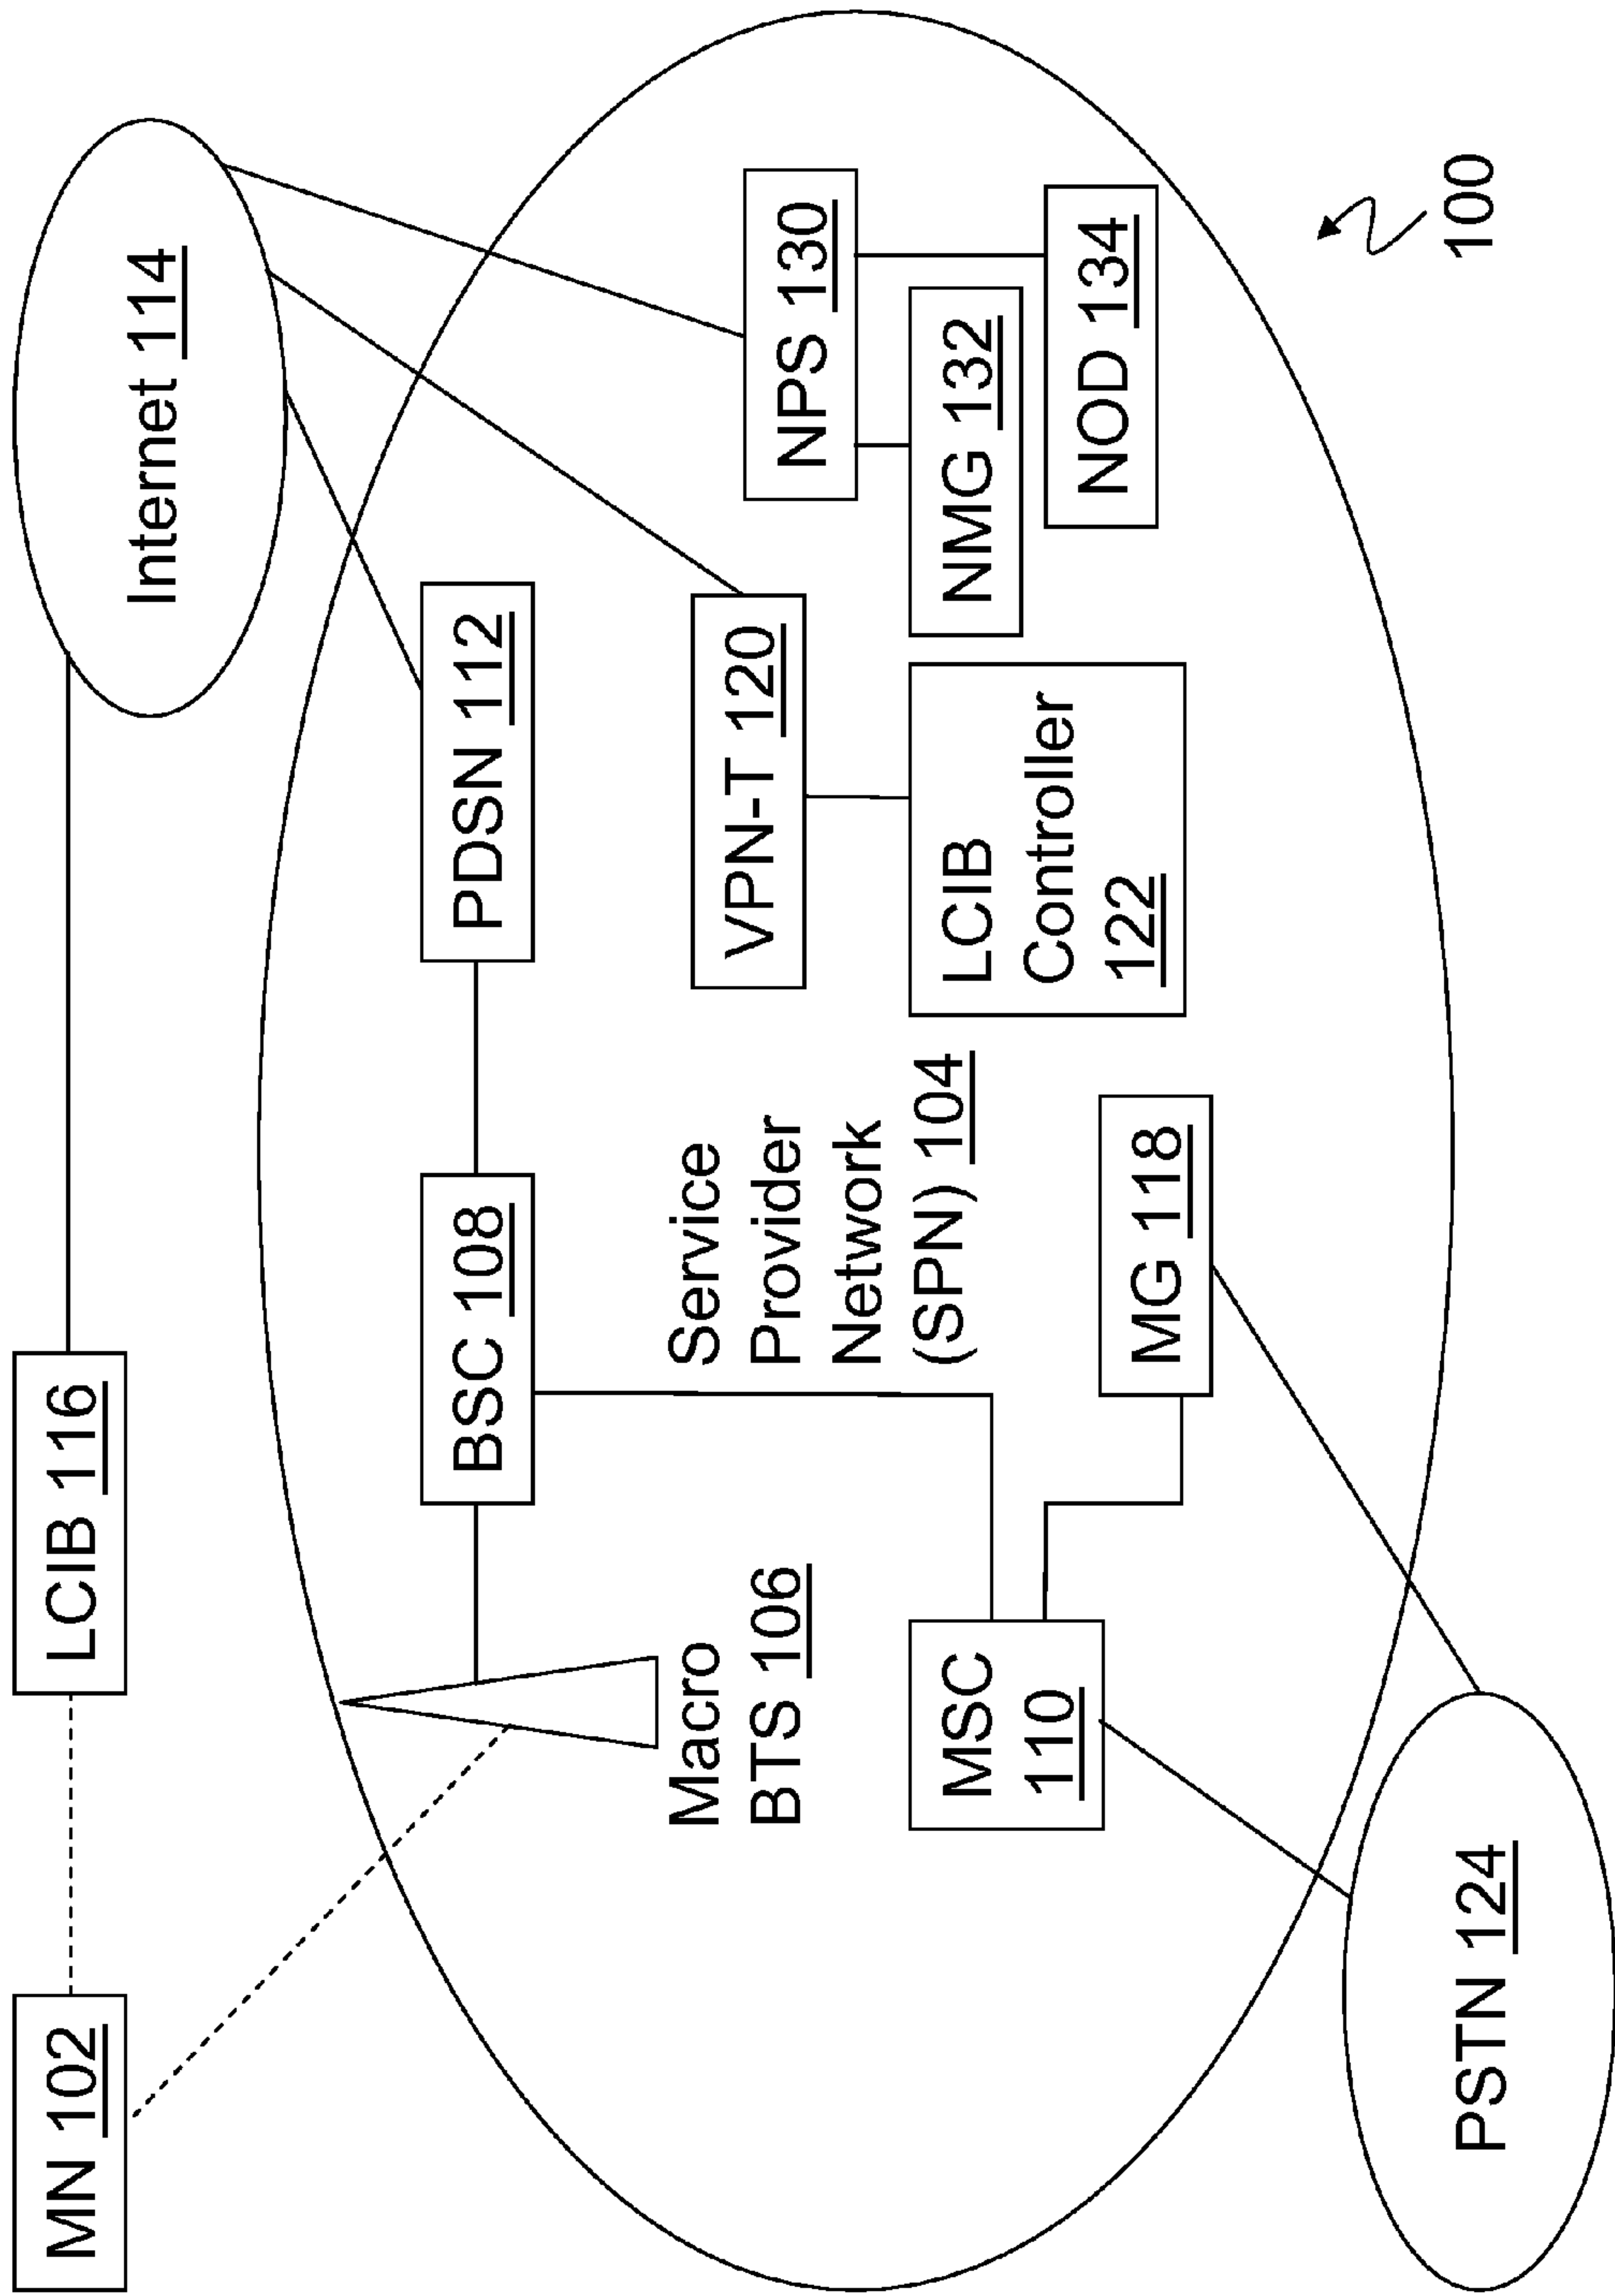 MN 102
LCIB 116
Internet 114
BSC 108
PDSN 112
Macro
BTS 106
Service
Provider
Network
(SPN) 104
VPN-T 120
NPS 130
MSC
110
MG 118
LCIB
Controller
122
NMG 132
NOD 134
PSTN 124
100